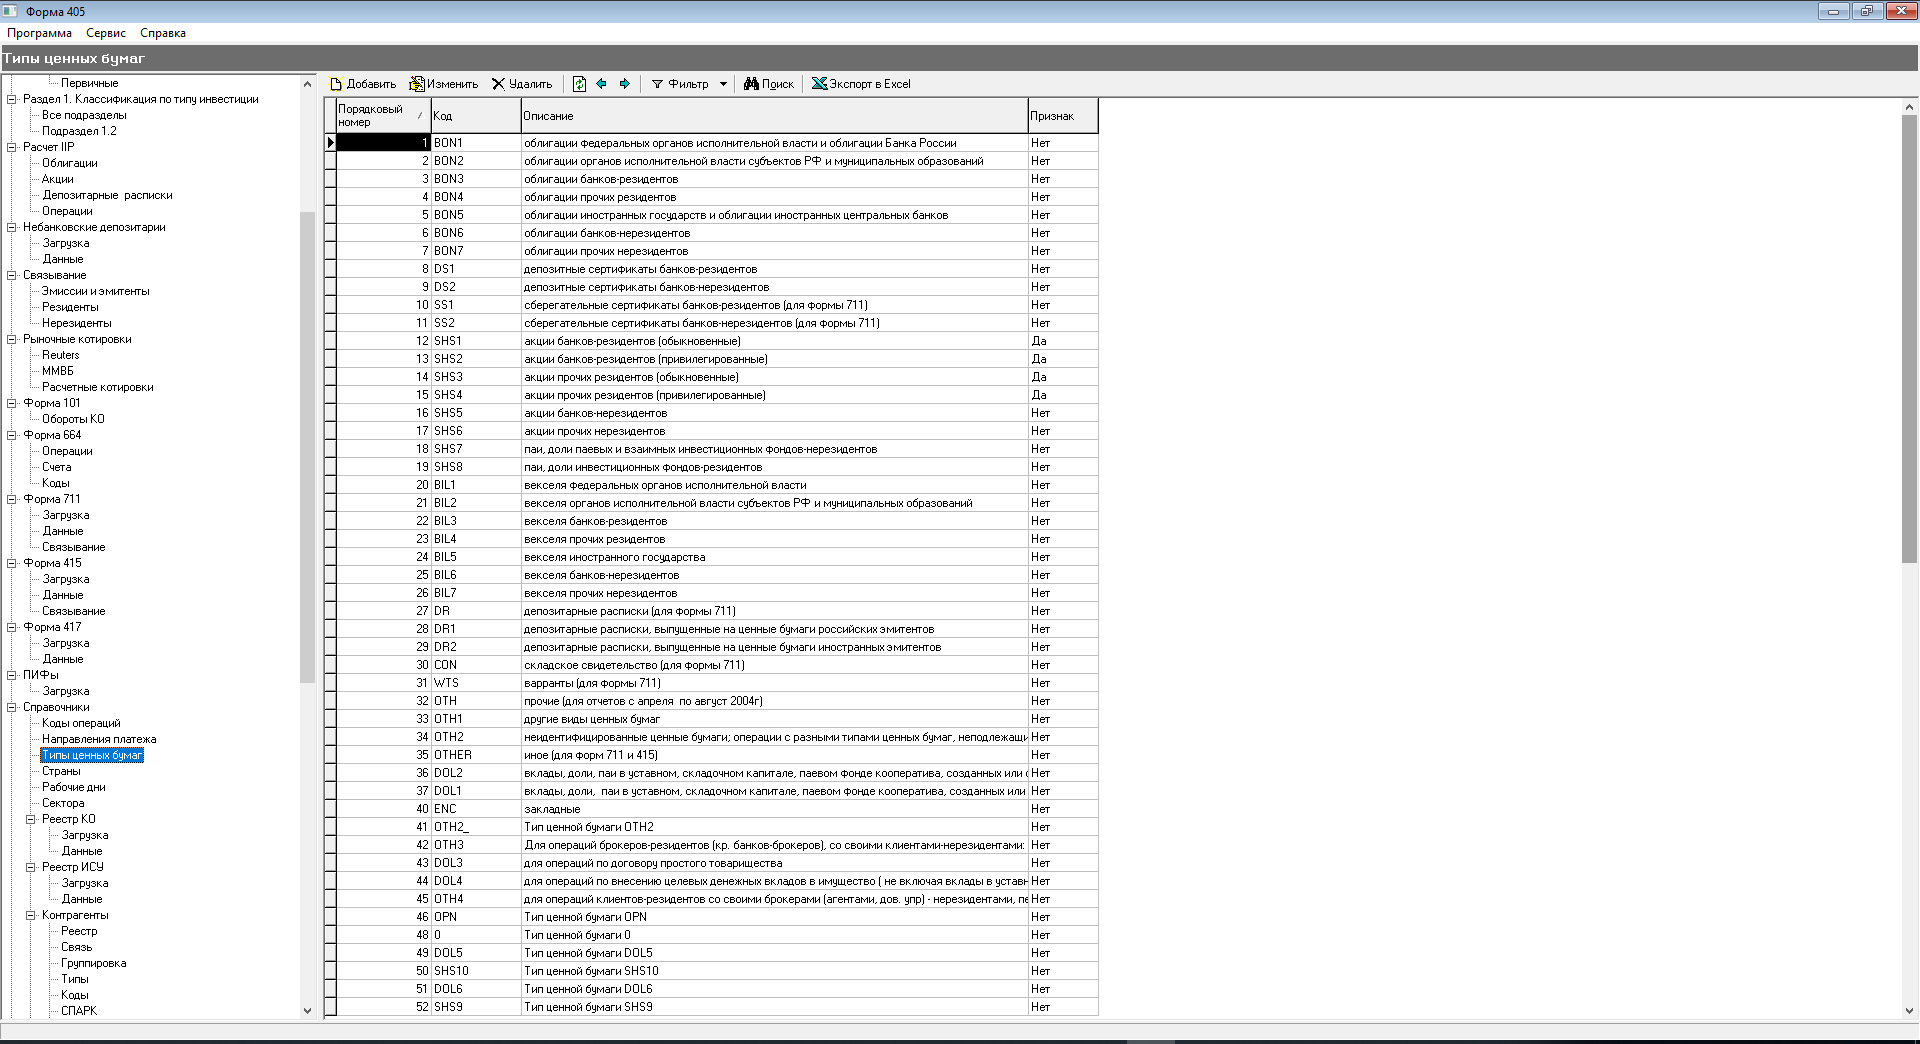 Форма 405
Программа Сервис Справка
Типы ценных бумаг
Первичные
Раздел 1. Классификация по типу инвестиции
Все подразделы
Подраздел 1.2
Расчет IIP
Облигации
Акции
Депозитарные расписки
Операции
Небанковские депозитарии
Загрузка
Данные
Связывание
Эмиссии и эмитенты
Резиденты
Нерезиденты
Рыночные котировки
Reuters
ММВБ
Расчетные котировки
Форма 101
Обороты КО
Форма 664
Операции
Счета
Коды
Форма 711
Загрузка
Данные
Связывание
Форма 415
Загрузка
Данные
Связывание
Форма 417
Загрузка
Данные
ПИФы
Загрузка
Справочники
Коды операций
Направления платежа
Типы ценных бумаг
Страны
Рабочие дни
Сектора
Реестр КО
Загрузка
Данные
Реестр ИСУ
Загрузка
Данные
Контрагенты
Реестр
Связь
Группировка
Типы
Коды
СПАРК
Добавить Изменить Удалить Фильтр Поиск Экспорт в Excel
Порядковый номер Код Описание Признак
1 BON1 облигации федеральных органов исполнительной власти и облигации Банка России Нет
2 BON2 облигации органов исполнительной власти субъектов РФ и муниципальных образований Нет
3 BON3 облигации банков-резидентов Нет
4 BON4 облигации прочих резидентов Нет
5 BON5 облигации иностранных государств и облигации иностранных центральных банков Нет
6 BON6 облигации банков-нерезидентов Нет
7 BON7 облигации прочих нерезидентов Нет
8 DS1 депозитные сертификаты банков-резидентов Нет
9 DS2 депозитные сертификаты банков-нерезидентов Нет
10 SS1 сберегательные сертификаты банков-резидентов (для формы 711) Нет
11 SS2 сберегательные сертификаты банков-нерезидентов (для формы 711) Нет
12 SHS1 акции банков-резидентов (обыкновенные) Да
13 SHS2 акции банков-резидентов (привилегированные) Да
14 SHS3 акции прочих резидентов (обыкновенные) Да
15 SHS4 акции прочих резидентов (привилегированные) Да
16 SHS5 акции банков-нерезидентов Нет
17 SHS6 акции прочих нерезидентов Нет
18 SHS7 паи, доли паевых и взаимных инвестиционных фондов-нерезидентов Нет
19 SHS8 паи, доли инвестиционных фондов-резидентов Нет
20 BIL1 векселя федеральных органов исполнительной власти Нет
21 BIL2 векселя органов исполнительной власти субъектов РФ и муниципальных образований Нет
22 BIL3 векселя банков-резидентов Нет
23 BIL4 векселя прочих резидентов Нет
24 BIL5 векселя иностранного государства Нет
25 BIL6 векселя банков-нерезидентов Нет
26 BIL7 векселя прочих нерезидентов Нет
27 DR депозитарные расписки (для формы 711) Нет
28 DR1 депозитарные расписки, выпущенные на ценные бумаги российских эмитентов Нет
29 DR2 депозитарные расписки, выпущенные на ценные бумаги иностранных эмитентов Нет
30 CON складское свидетельство (для формы 711) Нет
31 WTS варранты (для формы 711) Нет
32 OTH прочие (для отчетов с апреля по август 2004г) Нет
33 OTH1 другие виды ценных бумаг Нет
34 OTH2 неидентифицированные ценные бумаги; операции с разными типами ценных бумаг, неподлежащи Нет
35 OTHER иное (для форм 711 и 415) Нет
36 DOL2 вклады, доли, паи в уставном, складочном капитале, паевом фонде кооператива, созданных или с Нет
37 DOL1 вклады, доли, паи в уставном, складочном капитале, паевом фонде кооператива, созданных или Нет
40 ENC закладные Нет
41 OTH2_ Тип ценной бумаги OTH2 Нет
42 OTH3 Для операций брокеров-резидентов (кр. банков-брокеров), со своими клиентами-нерезидентами: Нет
43 DOL3 для операций по договору простого товарищества Нет
44 DOL4 для операций по внесению целевых денежных вкладов в имущество ( не включая вклады в уставн Нет
45 OTH4 для операций клиентов-резидентов со своими брокерами (агентами, дов. упр) - нерезидентами, пе Нет
46 OPN Тип ценной бумаги OPN Нет
48 0 Тип ценной бумаги 0 Нет
49 DOL5 Тип ценной бумаги DOL5 Нет
50 SHS10 Тип ценной бумаги SHS10 Нет
51 DOL6 Тип ценной бумаги DOL6 Нет
52 SHS9 Тип ценной бумаги SHS9 Нет